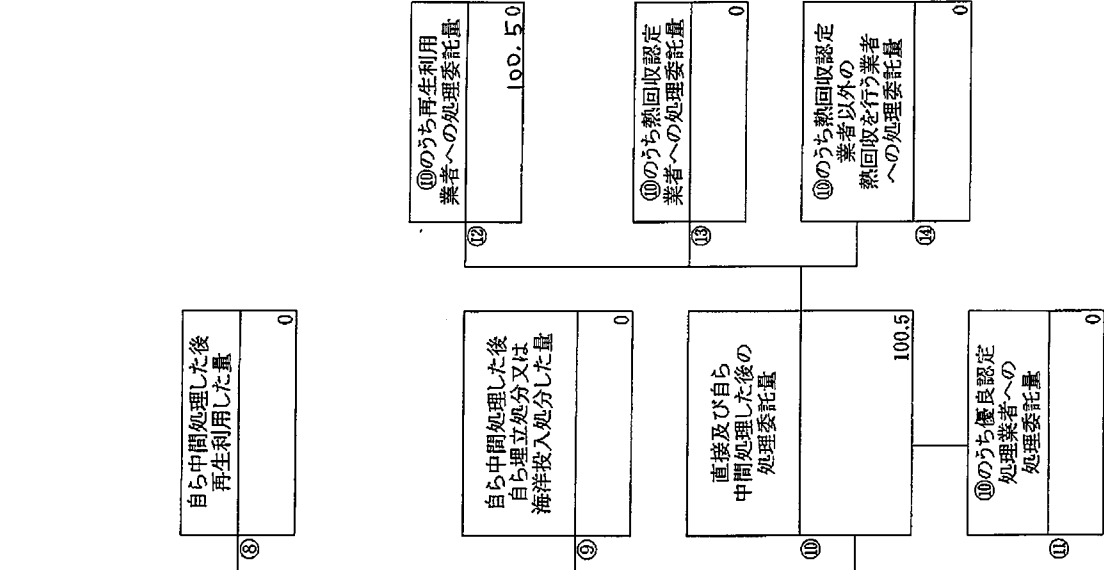 ⑧
自ら中間処理した後
再生利用した量
0
⑨
自ら中間処理した後
自ら埋立処分又は
海洋投入処分した量
0
⑩
直接及び自ら
中間処理した後の
処理委託量
100.5
⑪
⑩のうち優良認定
処理業者への
処理委託量
0
⑫
⑩のうち再生利用
業者への処理委託量
100.50
⑬
⑩のうち熱回収認定
業者への処理委託量
0
⑭
⑩のうち熱回収認定
業者以外の
熱回収を行う業者
への処理委託量
0